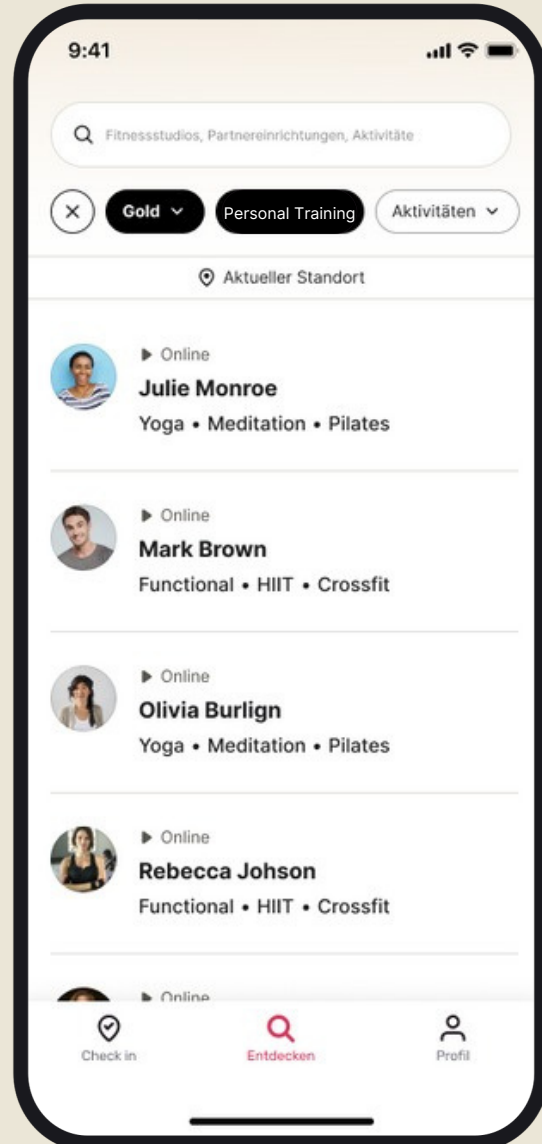 9:41
Fitnessstudios, Partnereinrichtungen, Aktivitäte
Gold Personal Training Aktivitäten
Aktueller Standort
Online
Julie Monroe
Yoga • Meditation • Pilates
Online
Mark Brown
Functional • HIIT • Crossfit
Online
Olivia Burlign
Yoga • Meditation • Pilates
Online
Rebecca Johson
Functional • HIIT • Crossfit
Online
Check in Entdecken Profil